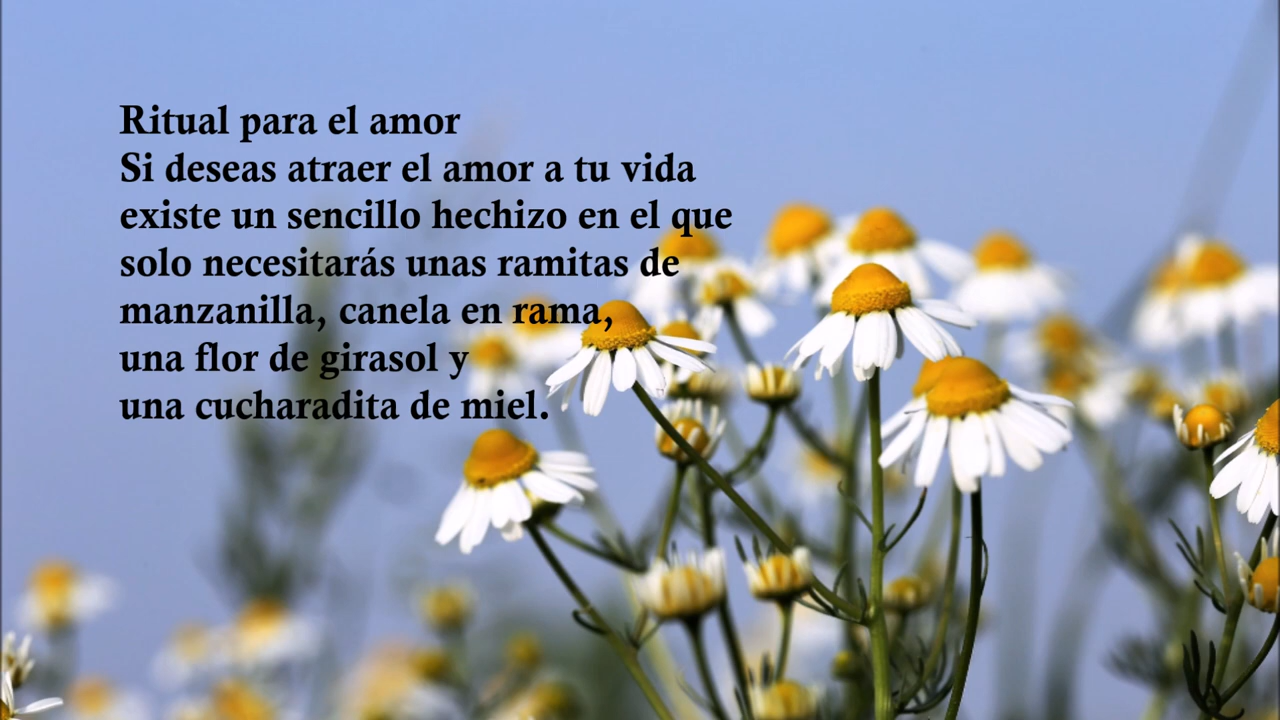 Ritual para el amor
Si deseas atraer el amor a tu vida
existe un sencillo hechizo en el que
solo necesitarás unas ramitas de
manzanilla, canela en rama,
una flor de girasol y
una cucharadita de miel.